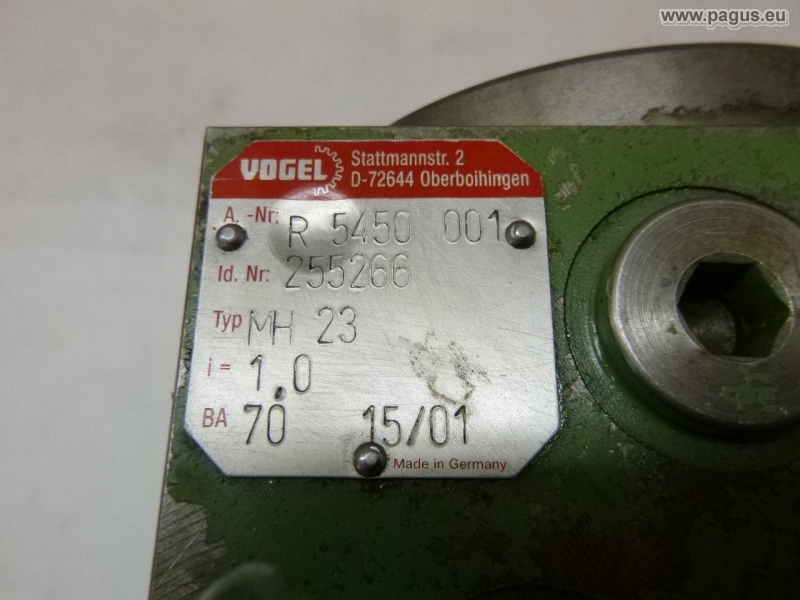 www.pagus.eu
VOGEL
Stattmannstr. 2
D-72644 Oberboihingen
A. -Nr: R 5450 001
Id. Nr: 255266
Typ MH 23
i = 1,0
BA 70 15/01
Made in Germany